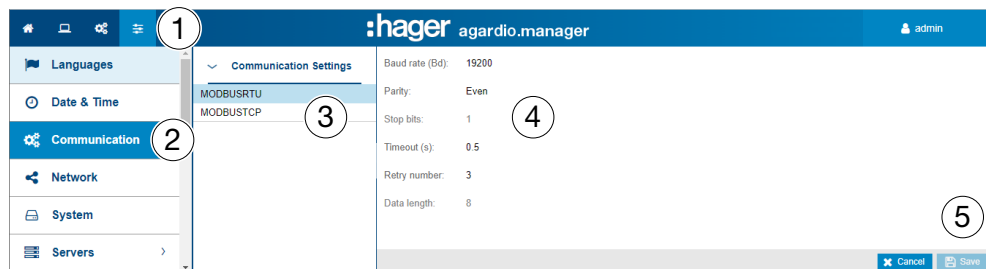 1
:hager agardio.manager
admin
Languages
Date & Time
Communication
2
Network
System
Servers
Communication Settings
MODBUSRTU
MODBUSTCP
3
Baud rate (Bd): 19200
Parity: Even
Stop bits: 1
Timeout (s): 0.5
Retry number: 3
Data length: 8
4
5
Cancel Save